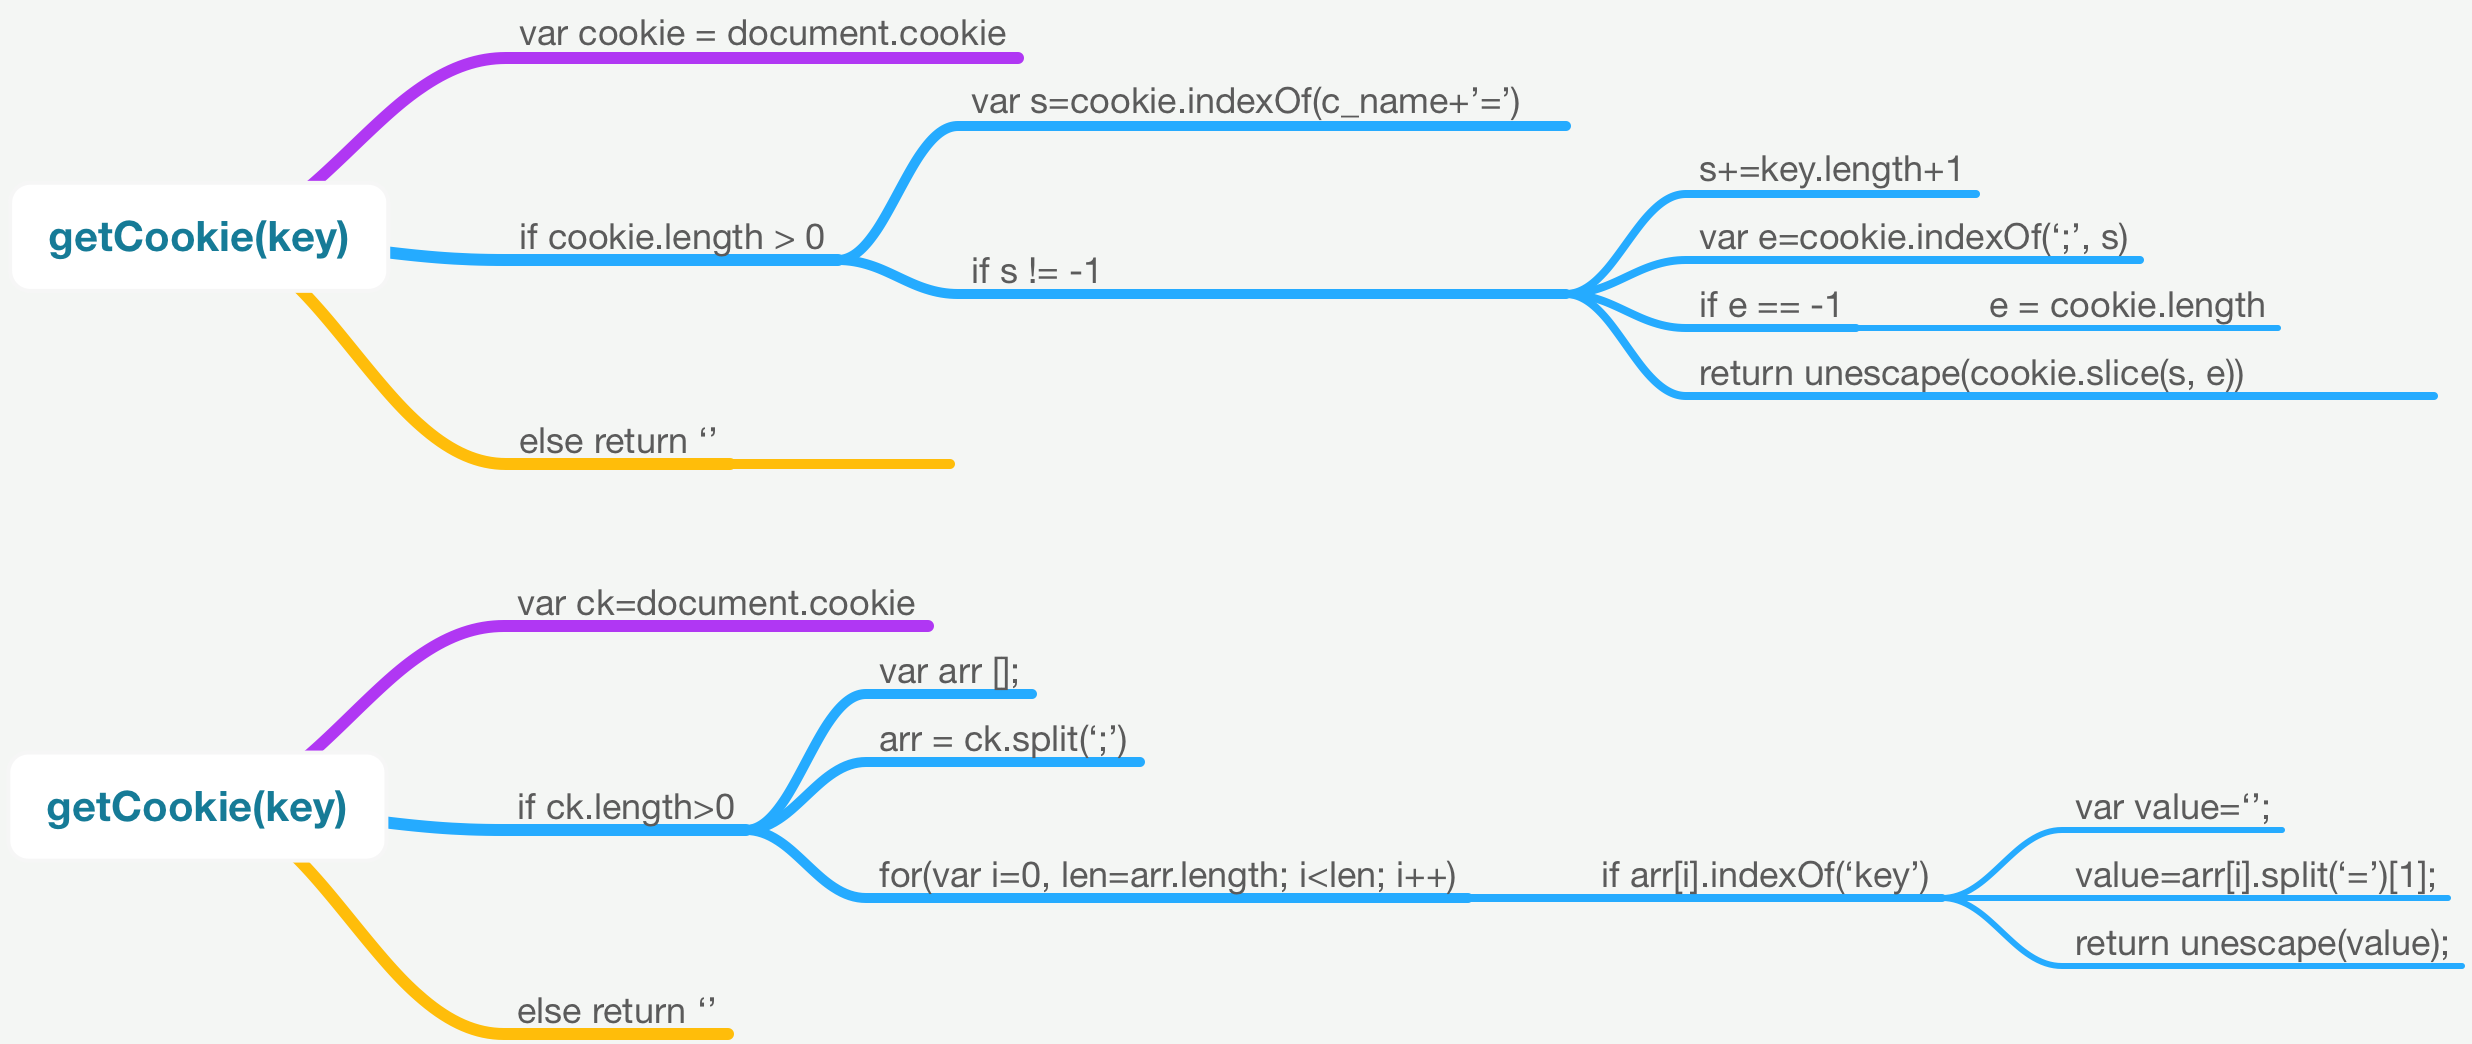 var cookie = document.cookie
var s=cookie.indexOf(c_name+’=’)
s+=key.length+1
getCookie(key)
if cookie.length > 0
var e=cookie.indexOf(‘;’, s)
if s != -1
if e == -1
e = cookie.length
return unescape(cookie.slice(s, e))
else return ‘’
var ck=document.cookie
var arr [];
arr = ck.split(‘;’)
getCookie(key)
if ck.length>0
var value=‘’;
for(var i=0, len=arr.length; i<len; i++)
if arr[i].indexOf(‘key’)
value=arr[i].split(‘=’)[1];
return unescape(value);
else return ‘’